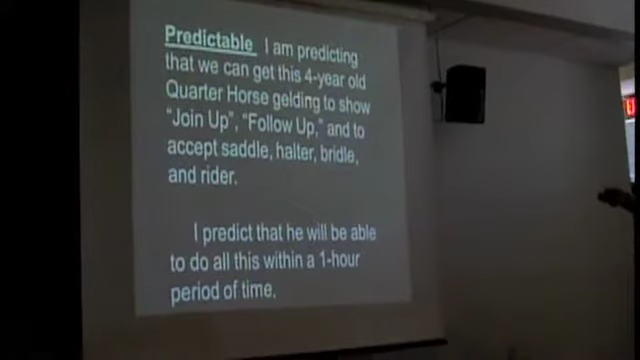 Predictable I am predicting
that we can get this 4-year old
Quarter Horse gelding to show
“Join Up”, “Follow Up,” and to
accept saddle, halter, bridle,
and rider.
I predict that he will be able
to do all this within a 1-hour
period of time.